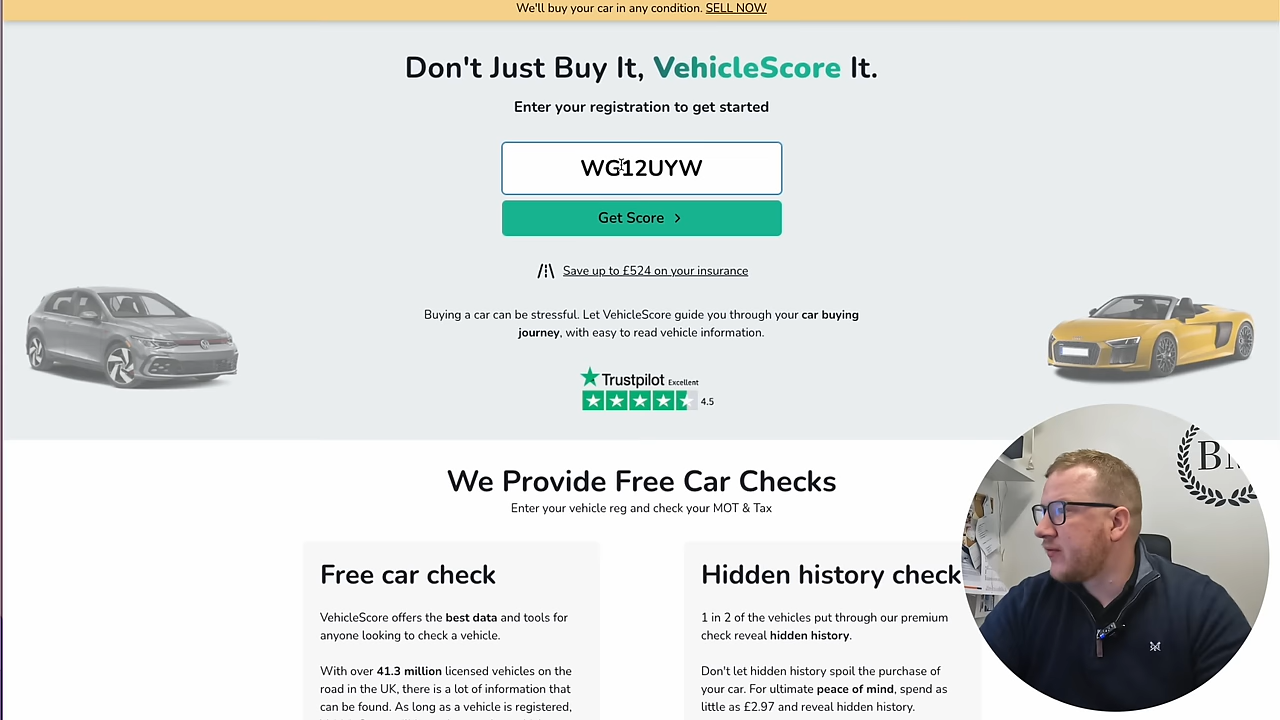 We'll buy your car in any condition. SELL NOW
Don't Just Buy It, VehicleScore It.
Enter your registration to get started
WG12UYW
Get Score
Save up to £524 on your insurance
Buying a car can be stressful. Let VehicleScore guide you through your car buying
journey, with easy to read vehicle information.
Trustpilot Excellent
4.5
We Provide Free Car Checks
Enter your vehicle reg and check your MOT & Tax
Free car check
VehicleScore offers the best data and tools for
anyone looking to check a vehicle.
With over 41.3 million licensed vehicles on the
road in the UK, there is a lot of information that
can be found. As long as a vehicle is registered,
Hidden history check
1 in 2 of the vehicles put through our premium
check reveal hidden history.
Don't let hidden history spoil the purchase of
your car. For ultimate peace of mind, spend as
little as £2.97 and reveal hidden history.